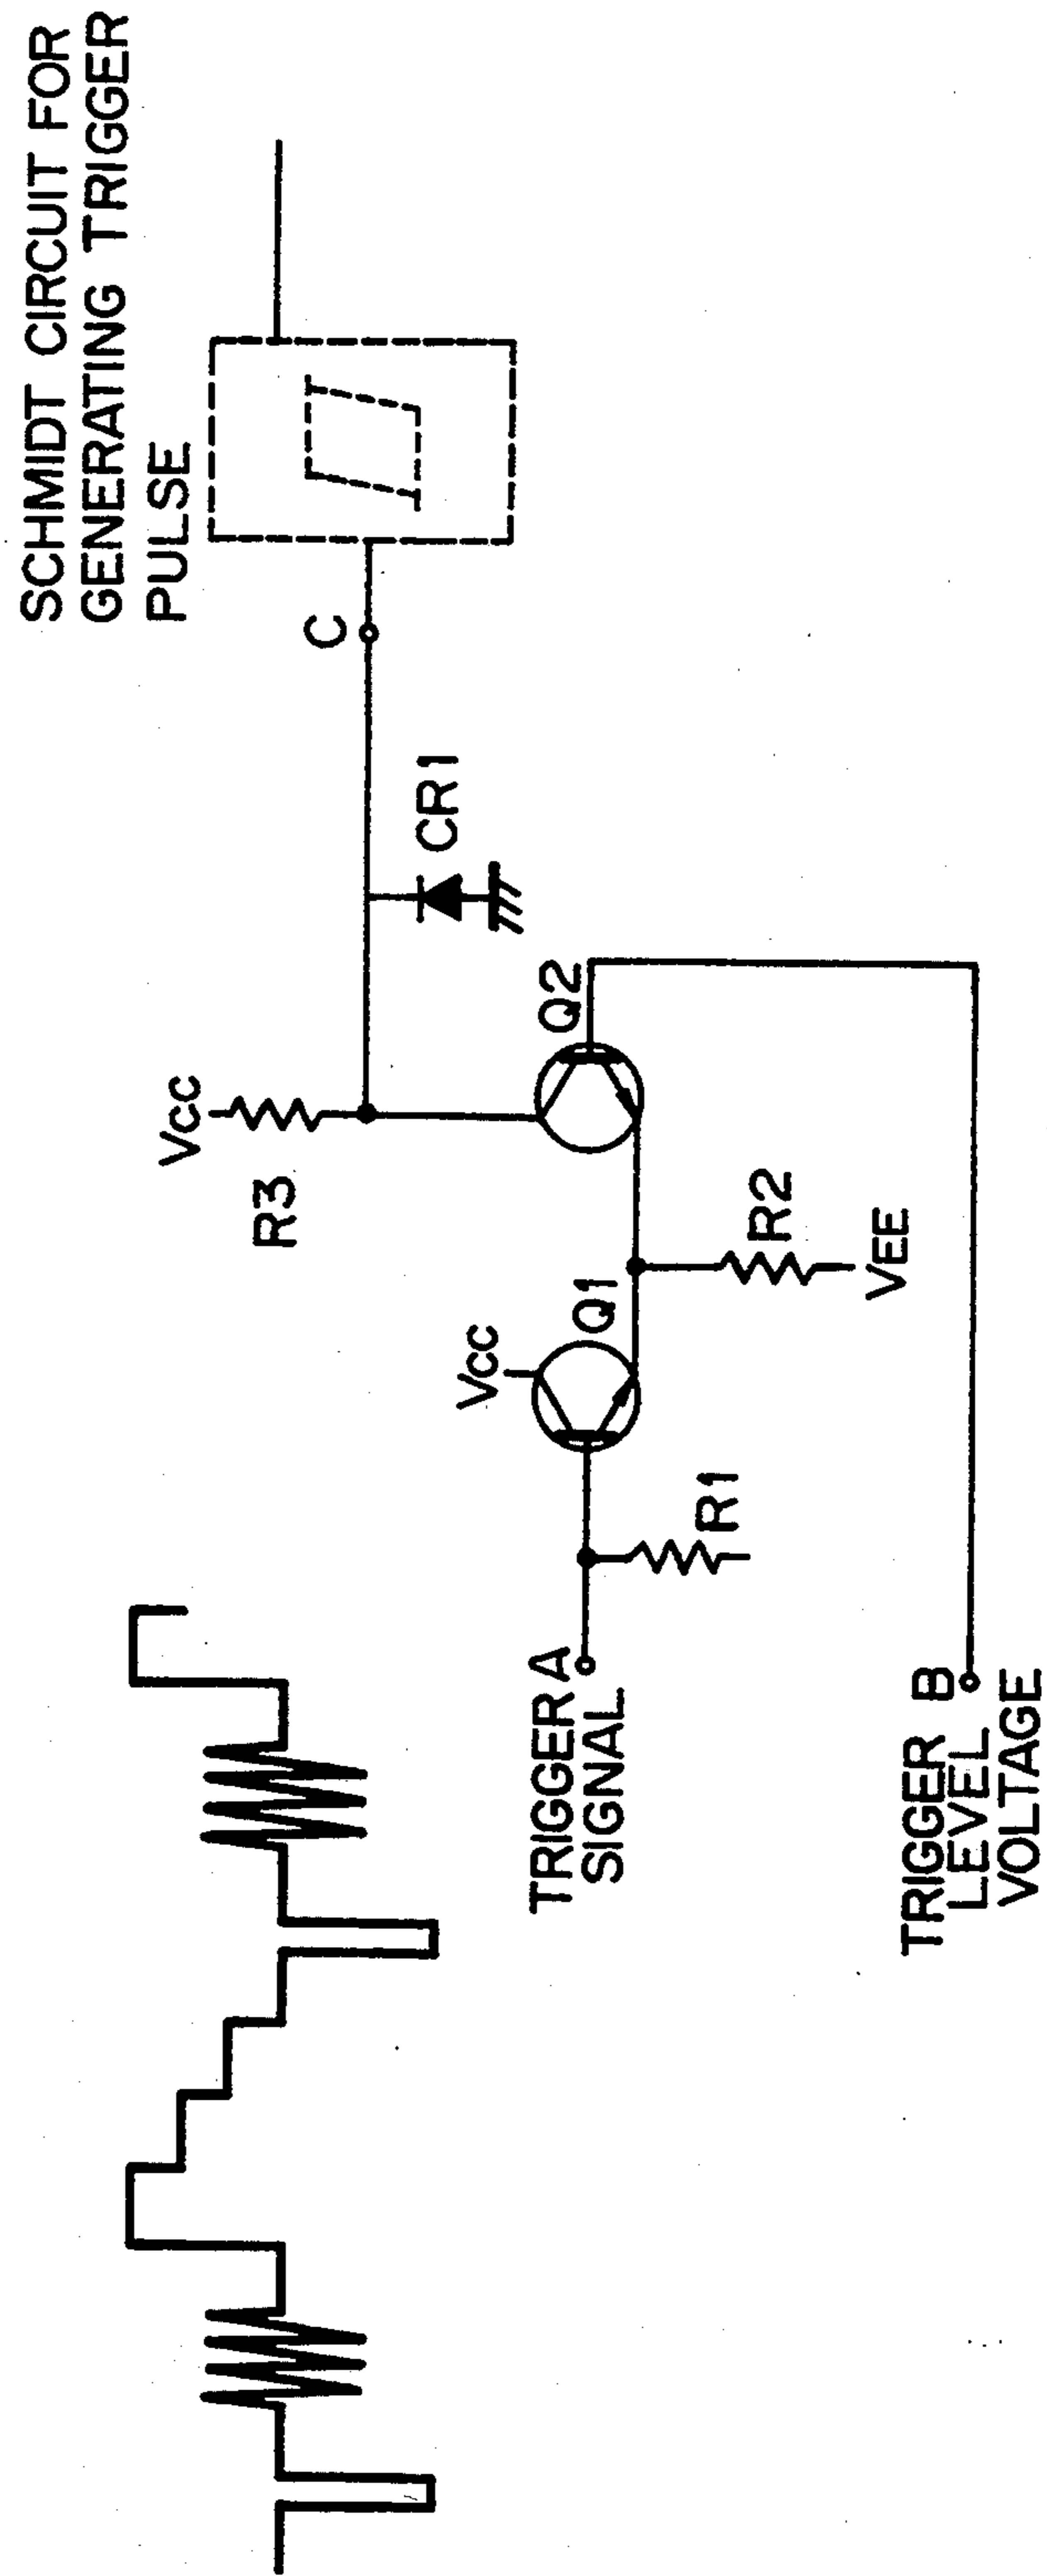 SCHMIDT CIRCUIT FOR
GENERATING TRIGGER
PULSE
Vcc
R3
C
CR1
Vcc
Q1
Q2
R2
VEE
R1
TRIGGER A
SIGNAL
TRIGGER B
LEVEL
VOLTAGE